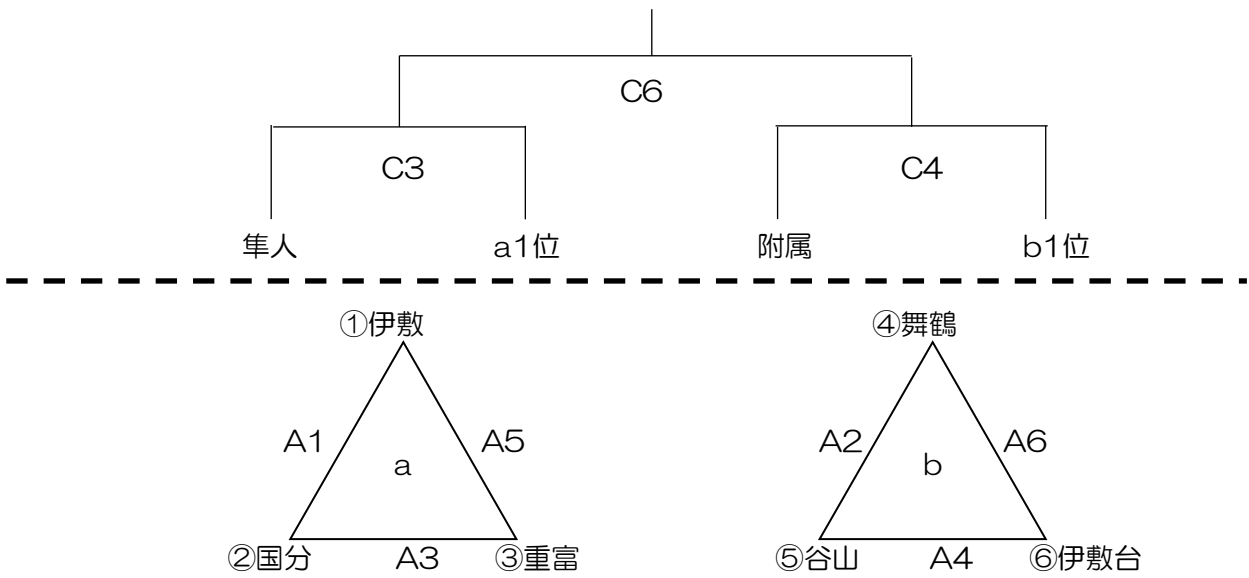 C6
C3 C4
隼人 a1位 附属 b1位
①伊敷 ④舞鶴
A1 A5 A2 A6
a b
②国分 A3 ③重富 ⑤谷山 A4 ⑥伊敷台